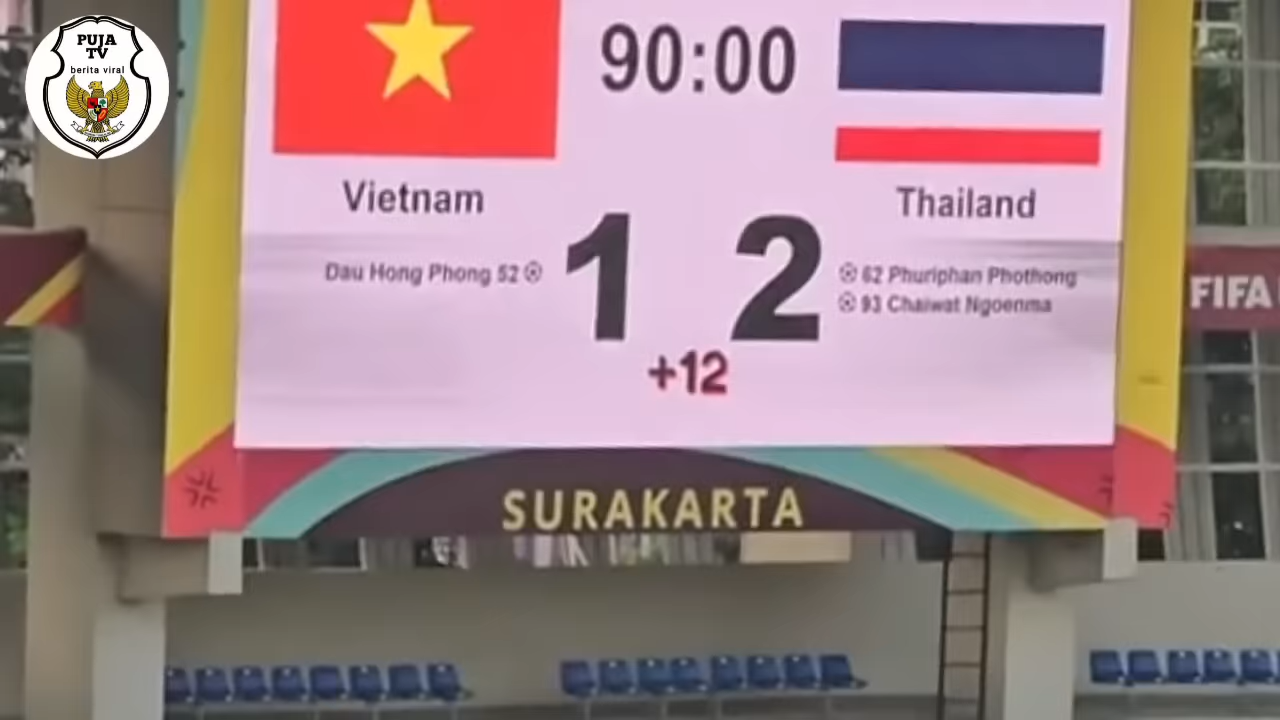 PUJA
TV
berita viral
90:00
Vietnam
Thailand
1 2
Dau Hong Phong 52
62 Phuriphan Phothong
93 Chaiwat Ngoenma
+12
FIFA
SURAKARTA